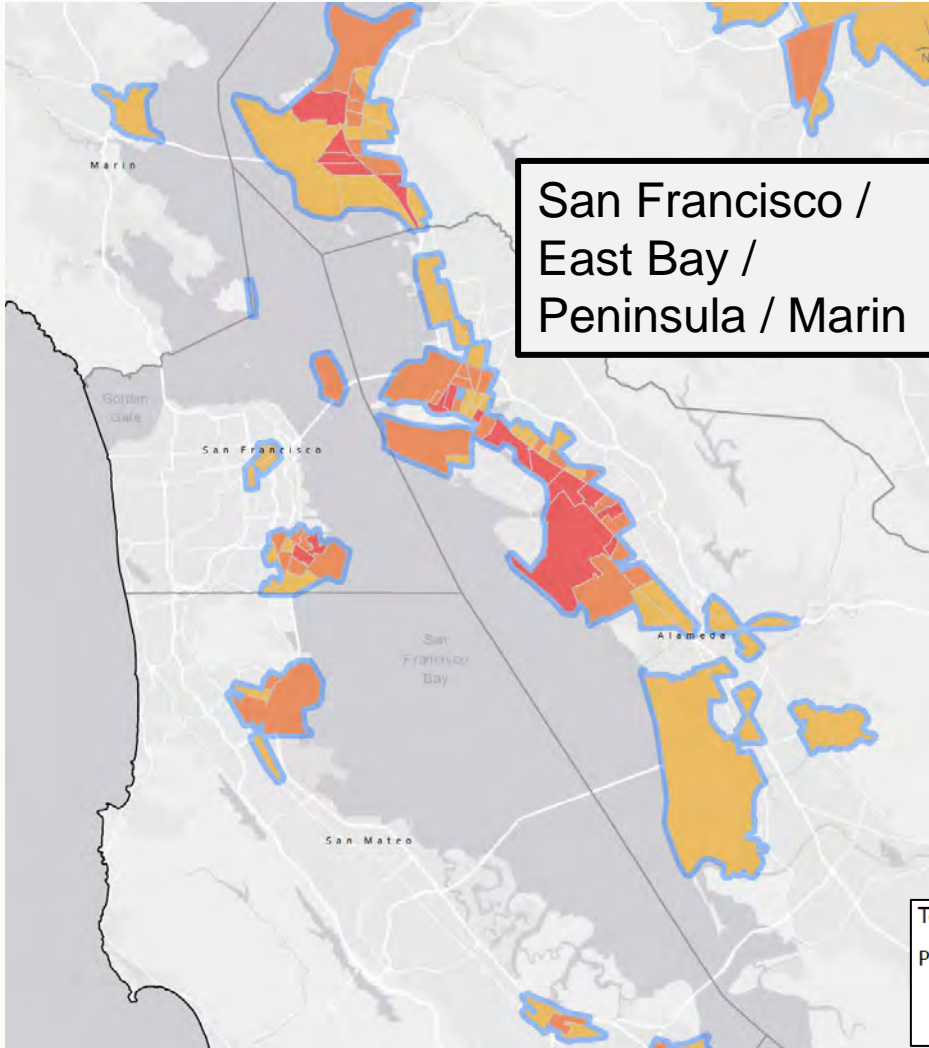 Marin
San Francisco /
East Bay /
Peninsula / Marin
Golden
Gate
San Francisco
San
Francisco
Bay
Alameda
San Mateo